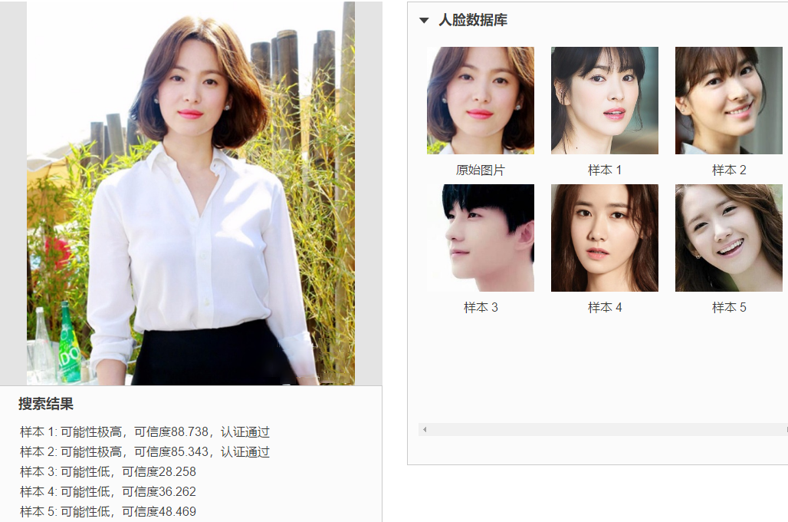 人脸数据库
原始图片
样本 1
样本 2
样本 3
样本 4
样本 5
搜索结果
样本 1: 可能性极高，可信度88.738，认证通过
样本 2: 可能性极高，可信度85.343，认证通过
样本 3: 可能性低，可信度28.258
样本 4: 可能性低，可信度36.262
样本 5: 可能性低，可信度48.469